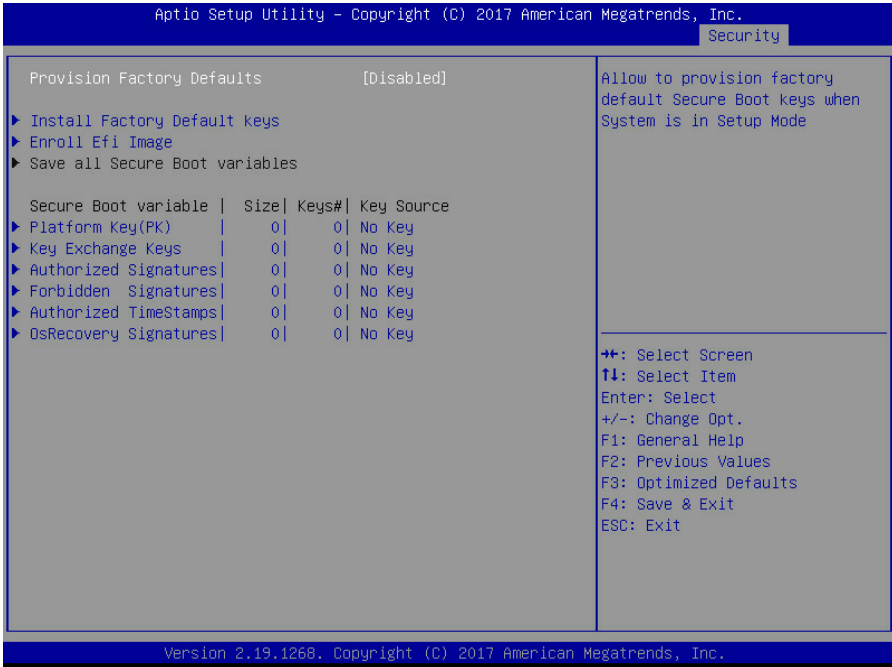 Aptio Setup Utility – Copyright (C) 2017 American Megatrends, Inc.
Security
Provision Factory Defaults [Disabled]
Install Factory Default keys
Enroll Efi Image
Save all Secure Boot variables
Secure Boot variable | Size| Keys#| Key Source
Platform Key(PK) | 0| 0| No Key
Key Exchange Keys | 0| 0| No Key
Authorized Signatures| 0| 0| No Key
Forbidden Signatures| 0| 0| No Key
Authorized TimeStamps| 0| 0| No Key
OsRecovery Signatures| 0| 0| No Key
Allow to provision factory
default Secure Boot keys when
System is in Setup Mode
→←: Select Screen
↑↓: Select Item
Enter: Select
+/-: Change Opt.
F1: General Help
F2: Previous Values
F3: Optimized Defaults
F4: Save & Exit
ESC: Exit
Version 2.19.1268. Copyright (C) 2017 American Megatrends, Inc.